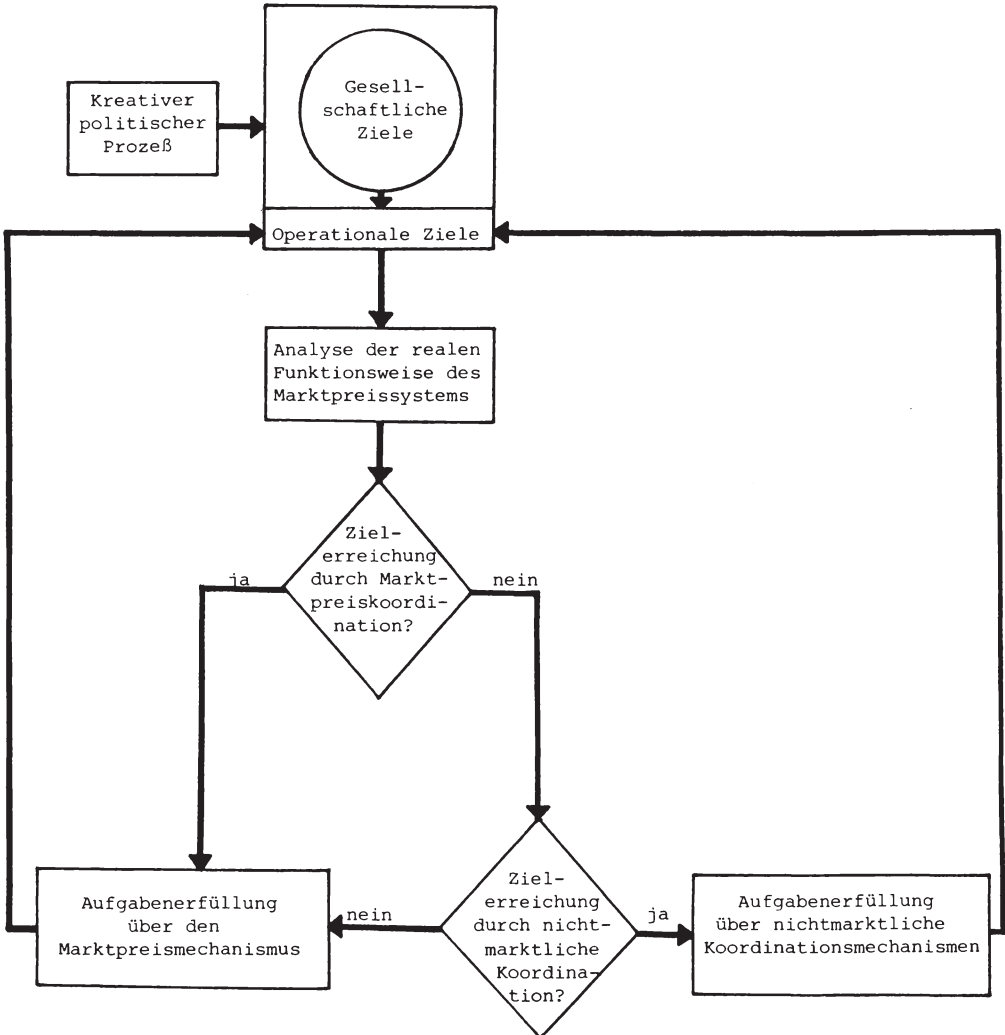 Gesell-
schaftliche
Ziele
Kreativer
politischer
Prozeß
Operationale Ziele
Analyse der realen
Funktionsweise des
Marktpreissystems
Ziel-
erreichung
durch Markt-
preiskoordi-
nation?
ja
nein
Ziel-
erreichung
durch nicht-
marktliche
Koordina-
tion?
nein
ja
Aufgabenerfüllung
über den
Marktpreismechanismus
Aufgabenerfüllung
über nichtmarktliche
Koordinationsmechanismen